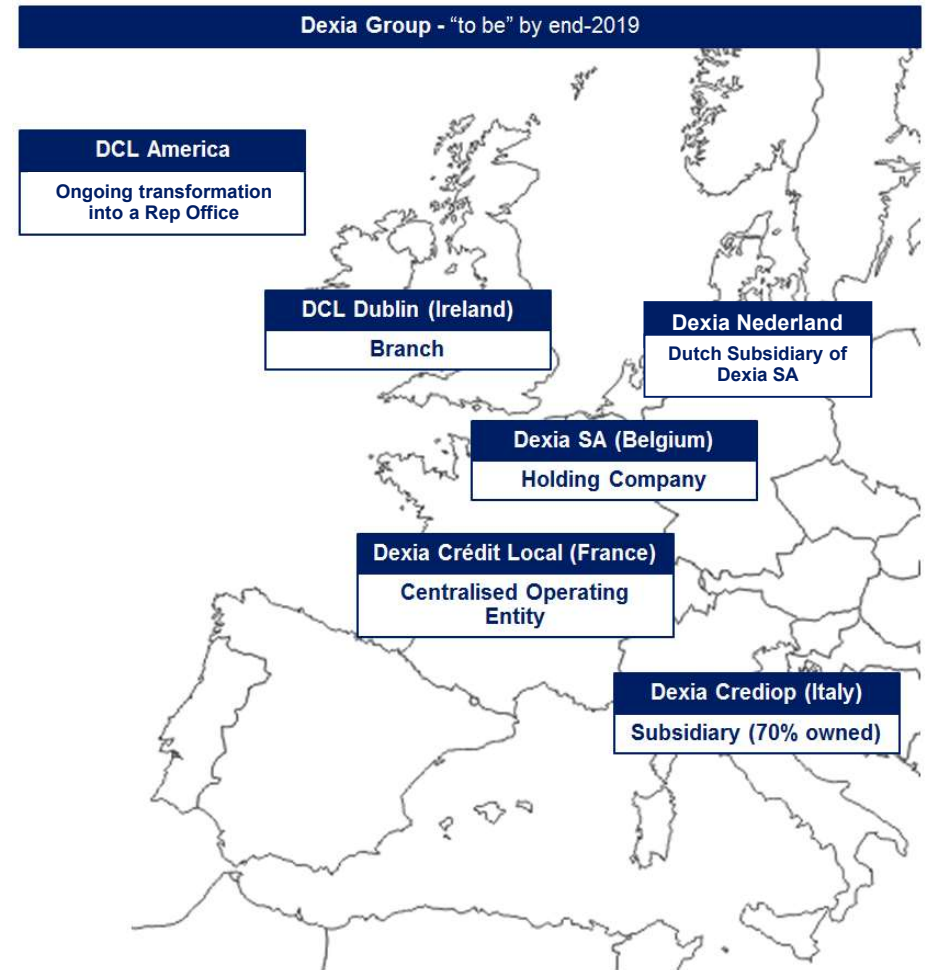 Dexia Group - “to be” by end-2019
DCL America
Ongoing transformation
into a Rep Office
DCL Dublin (Ireland)
Branch
Dexia Nederland
Dutch Subsidiary of
Dexia SA
Dexia SA (Belgium)
Holding Company
Dexia Crédit Local (France)
Centralised Operating
Entity
Dexia Crediop (Italy)
Subsidiary (70% owned)